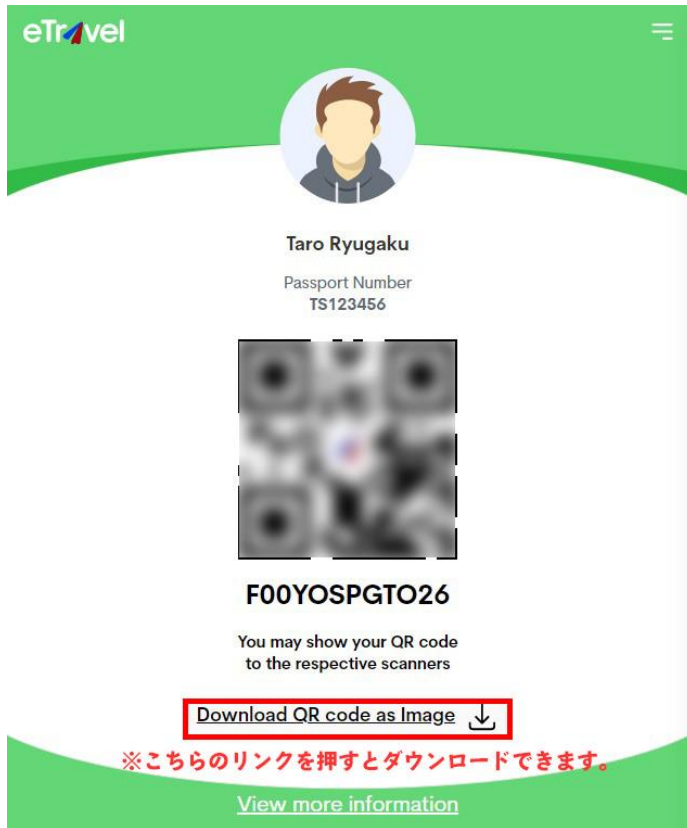 eTravel
Taro Ryugaku
Passport Number
TS123456
F00YOSPGTO26
You may show your QR code
to the respective scanners
Download QR code as Image
※こちらのリンクを押すとダウンロードできます。
View more information